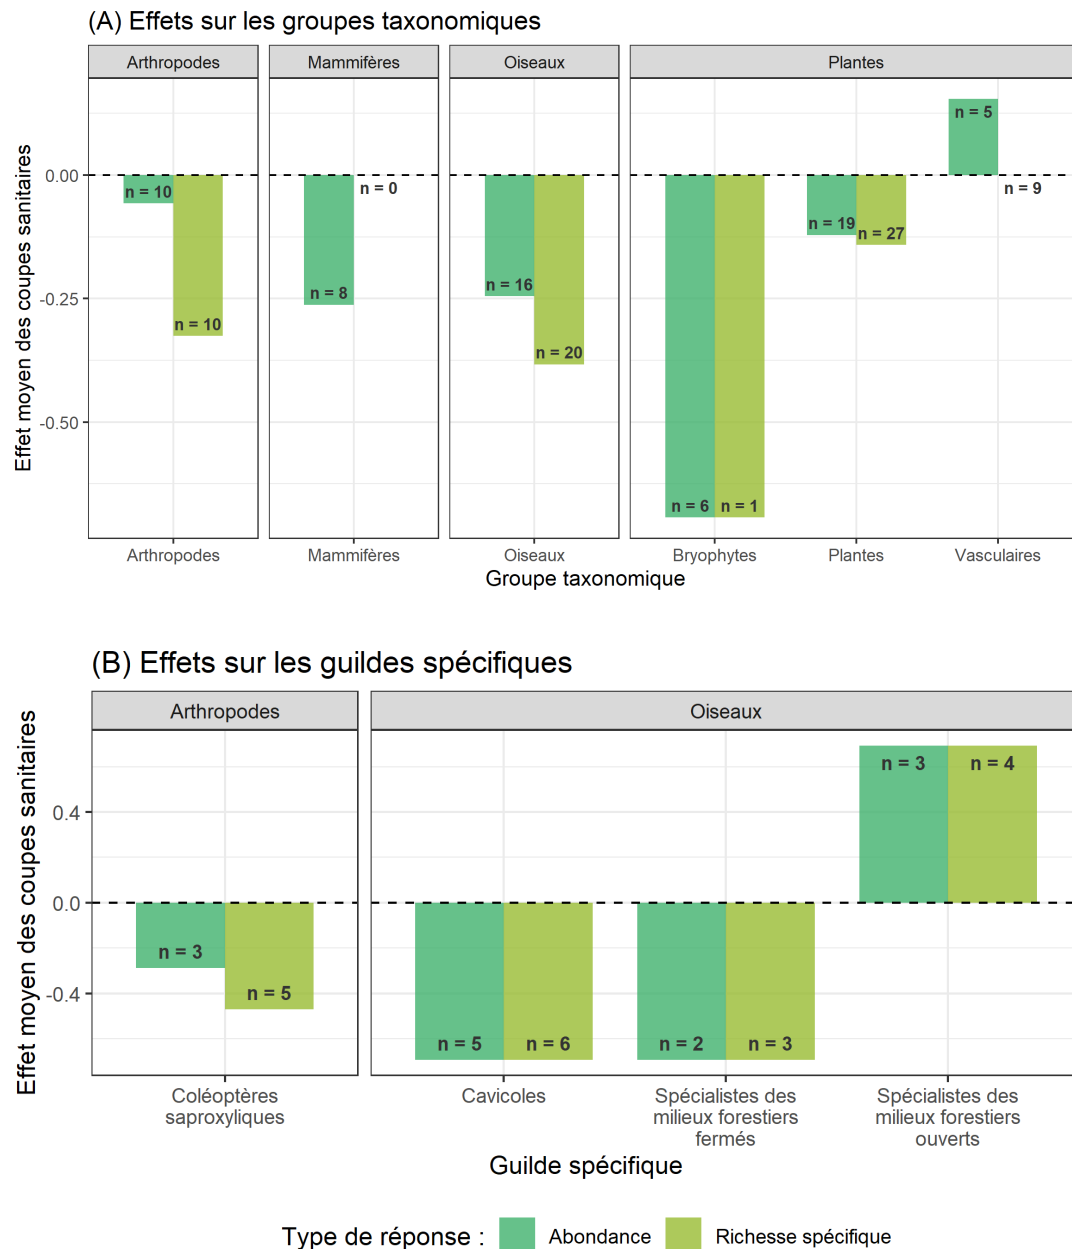 (A) Effets sur les groupes taxonomiques
Arthropodes
Mammifères
Oiseaux
Plantes
Effet moyen des coupes sanitaires
0.00
-0.25
-0.50
n = 10
n = 10
n = 8
n = 0
n = 16
n = 20
n = 6
n = 1
n = 19
n = 27
n = 5
n = 9
Arthropodes
Mammifères
Oiseaux
Bryophytes
Plantes
Vasculaires
Groupe taxonomique
(B) Effets sur les guildes spécifiques
Arthropodes
Oiseaux
Effet moyen des coupes sanitaires
0.4
0.0
-0.4
n = 3
n = 5
n = 5
n = 6
n = 2
n = 3
n = 3
n = 4
Coléoptères
saproxyliques
Cavicoles
Spécialistes des
milieux forestiers
fermés
Spécialistes des
milieux forestiers
ouverts
Guilde spécifique
Type de réponse :
Abondance
Richesse spécifique